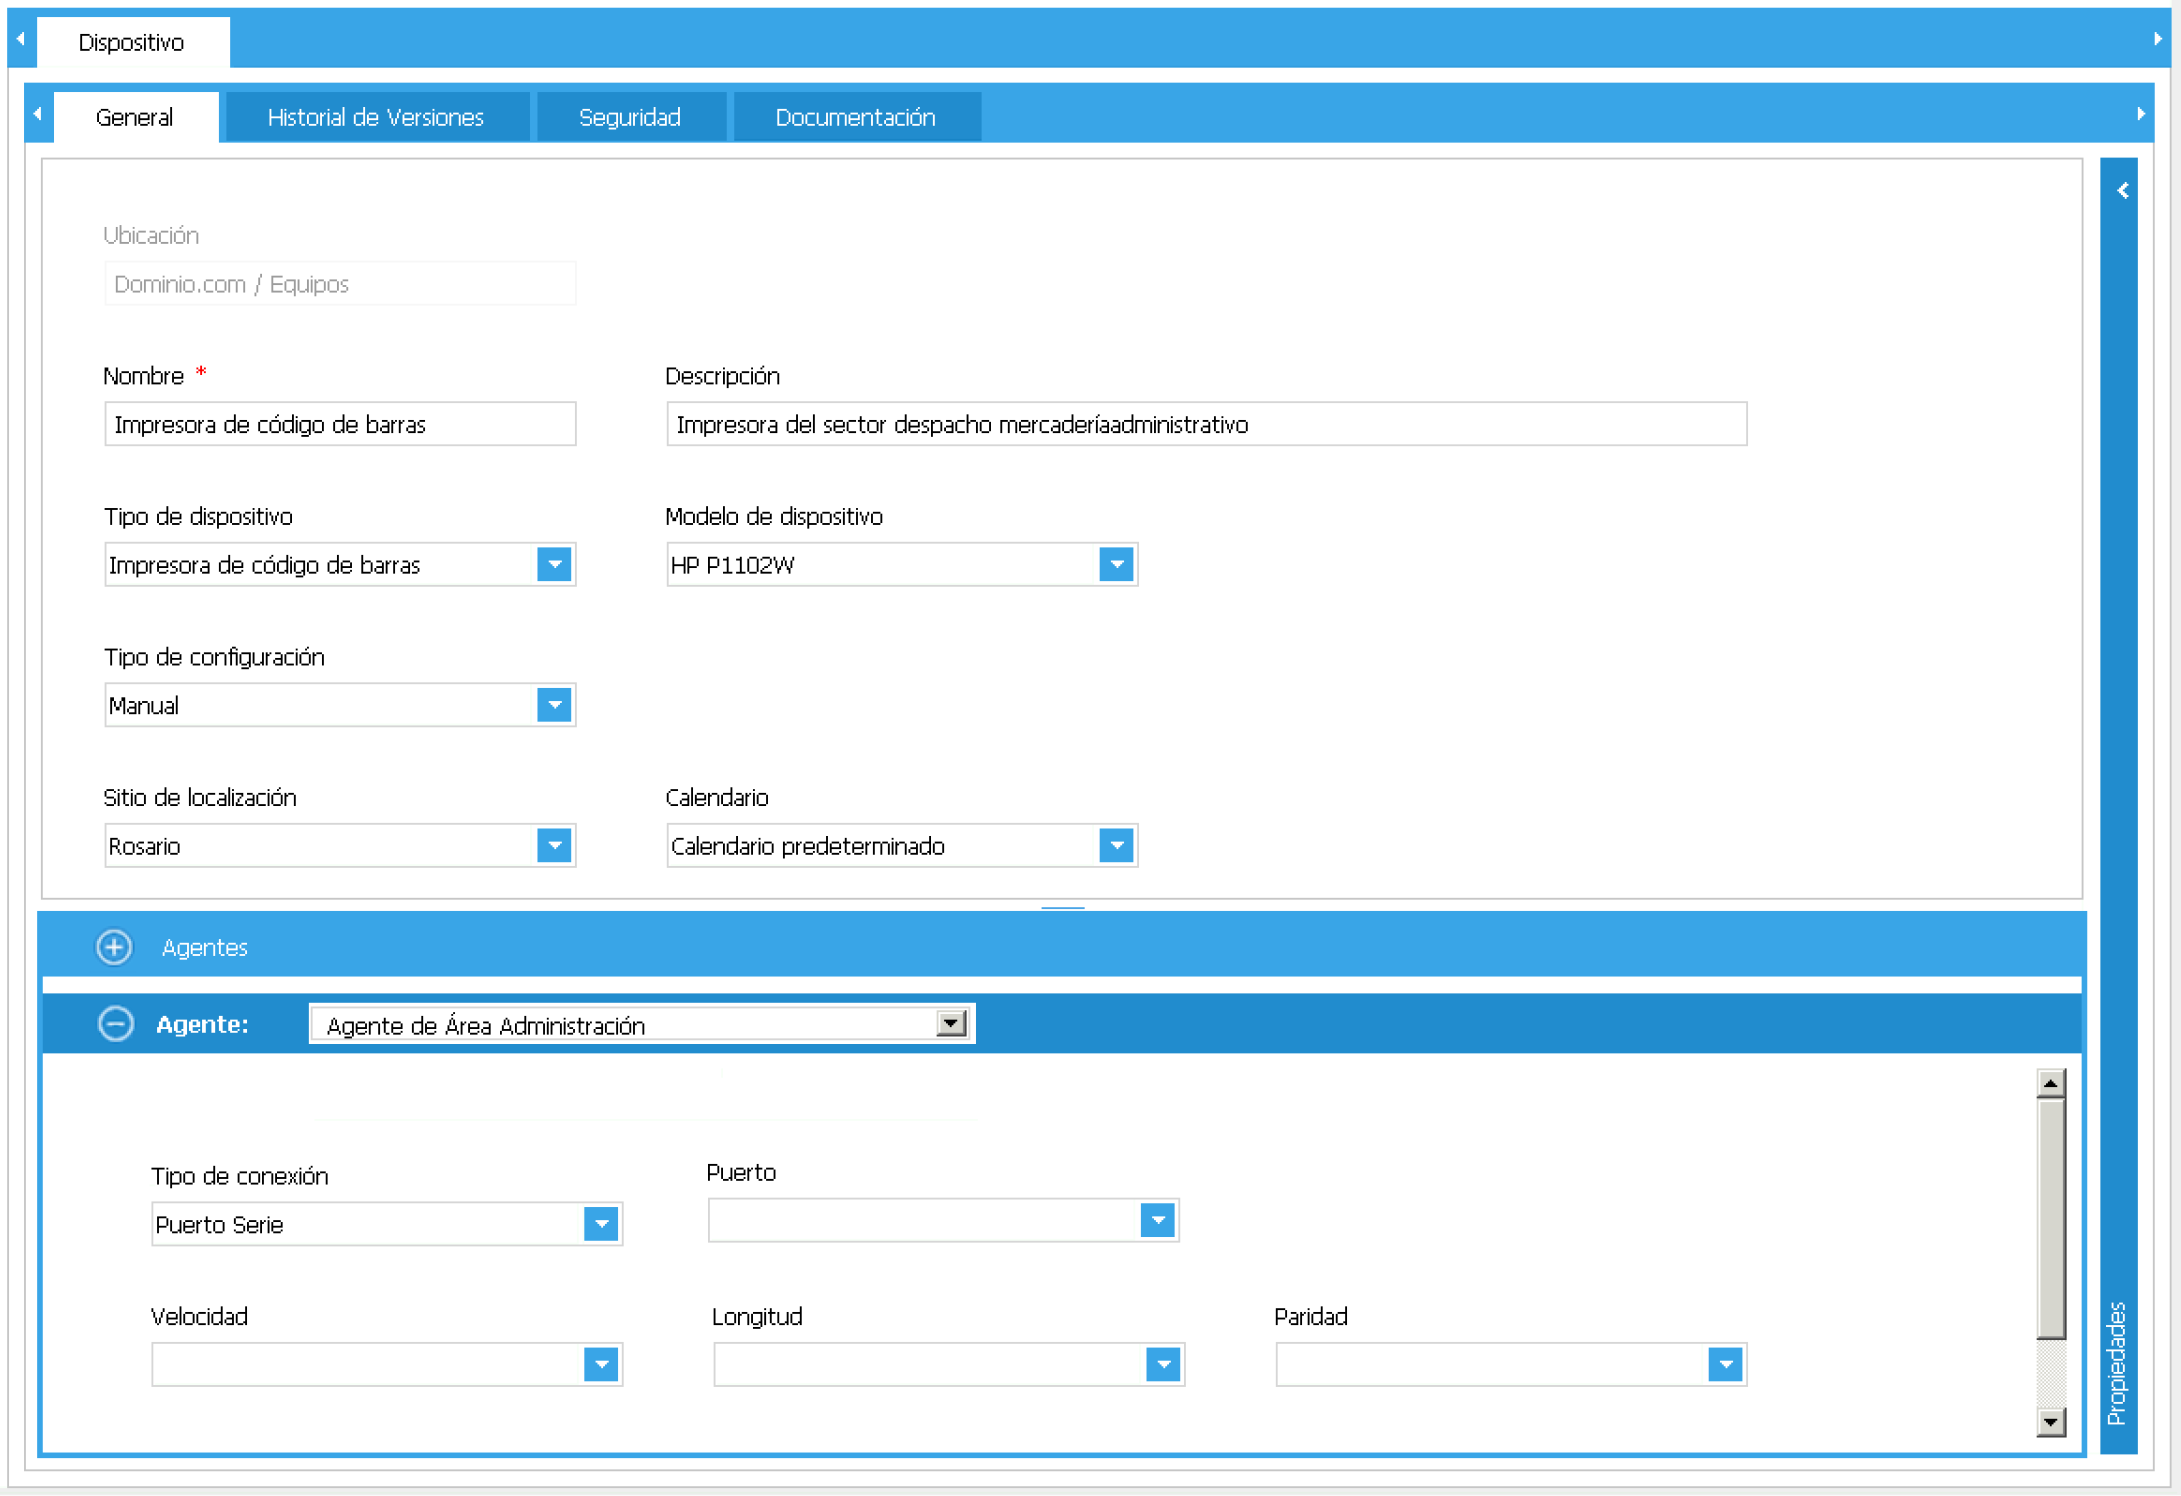 Dispositivo
General Historial de Versiones Seguridad Documentación
Ubicación
Dominio.com / Equipos
Nombre * Descripción
Impresora de código de barras Impresora del sector despacho mercaderíaadministrativo
Tipo de dispositivo Modelo de dispositivo
Impresora de código de barras HP P1102W
Tipo de configuración
Manual
Sitio de localización Calendario
Rosario Calendario predeterminado
Agentes
Agente: Agente de Área Administración
Tipo de conexión Puerto
Puerto Serie
Velocidad Longitud Paridad
Propiedades